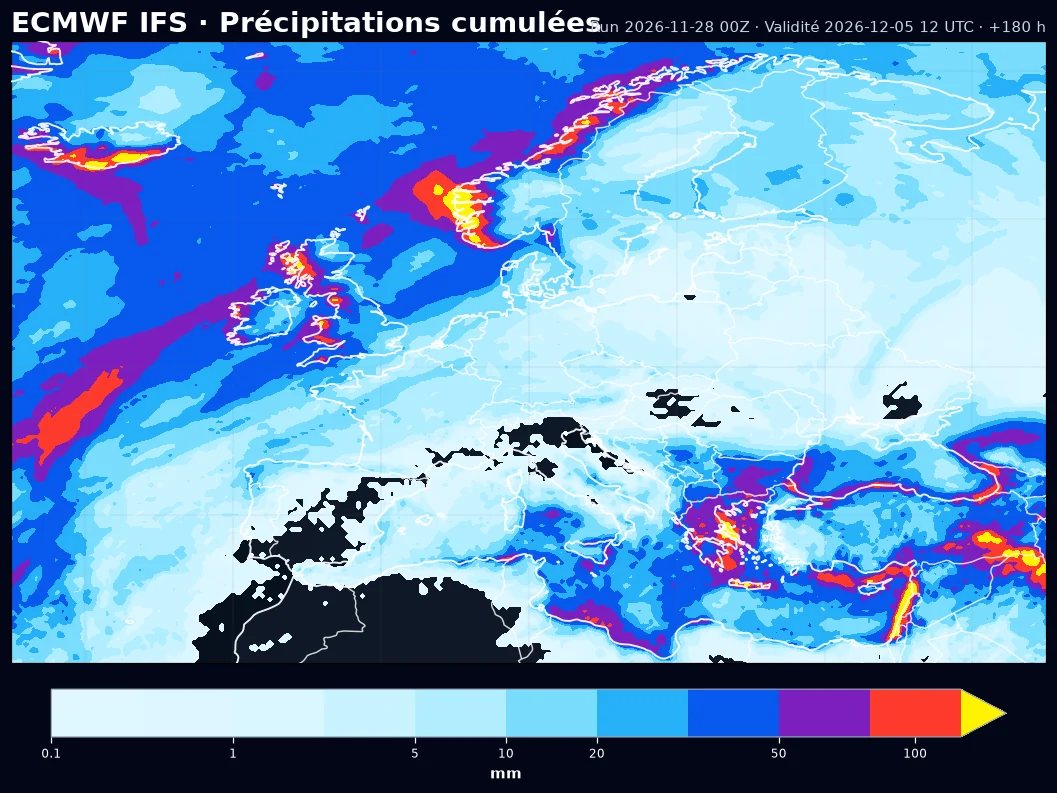 ECMWF IFS · Précipitations cumulées
Run 2026-11-28 00Z · Validité 2026-12-05 12 UTC · +180 h
0.1 1 5 10 20 50 100
mm